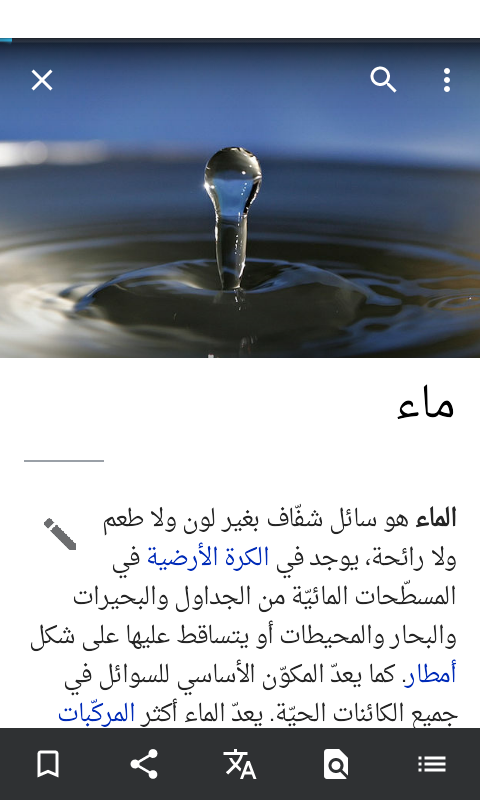 ماء
الماء هو سائل شفّاف بغير لون ولا طعم
ولا رائحة، يوجد في الكرة الأرضية في
المسطّحات المائيّة من الجداول والبحيرات
والبحار والمحيطات أو يتساقط عليها على شكل
أمطار. كما يعدّ المكوّن الأساسي للسوائل في
جميع الكائنات الحيّة. يعدّ الماء أكثر المركّبات